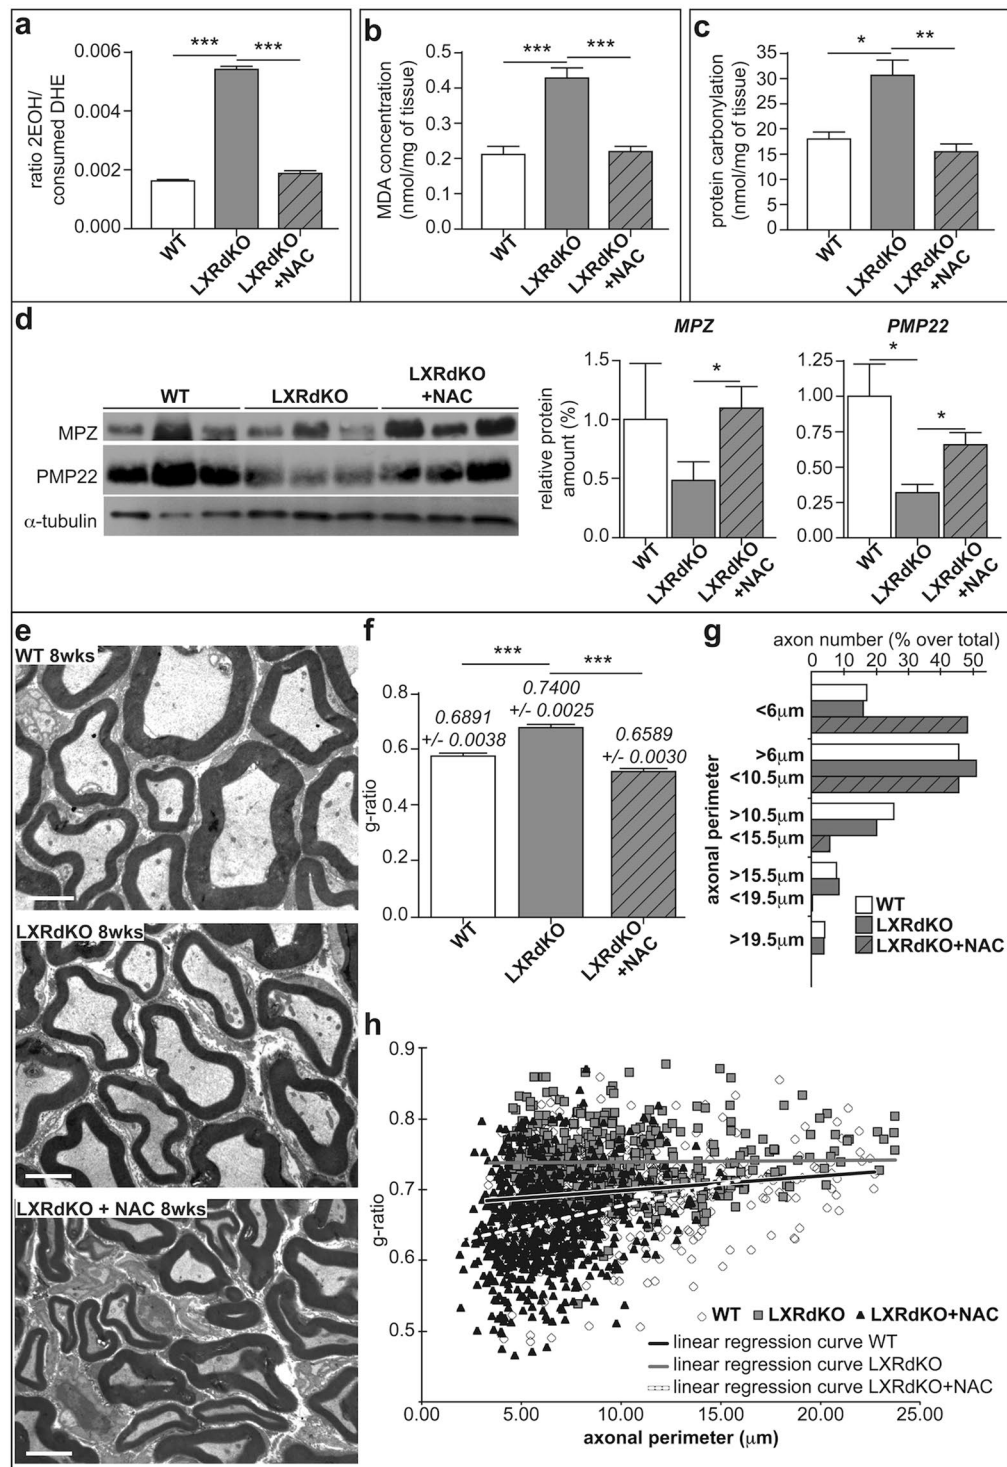 a
ratio 2EOH/
consumed DHE
0.006
0.004
0.002
0.000
***
***
WT
LXRdKO
LXRdKO
+NAC
b
MDA concentration
(nmol/mg of tissue)
0.5
0.4
0.3
0.2
0.1
0.0
***
***
WT
LXRdKO
LXRdKO
+NAC
c
protein carbonylation
(nmol/mg of tissue)
35
30
25
20
15
10
5
0
*
**
WT
LXRdKO
LXRdKO
+NAC
d
WT
LXRdKO
LXRdKO
+NAC
MPZ
PMP22
α-tubulin
MPZ
relative protein
amount (%)
1.5
1.0
0.5
0.0
*
WT
LXRdKO
LXRdKO
+NAC
PMP22
1.25
1.00
0.75
0.50
0.25
0.00
*
*
WT
LXRdKO
LXRdKO
+NAC
e
WT 8wks
LXRdKO 8wks
LXRdKO + NAC 8wks
f
g-ratio
0.8
0.6
0.4
0.2
0.0
***
***
0.6891
+/- 0.0038
0.7400
+/- 0.0025
0.6589
+/- 0.0030
WT
LXRdKO
LXRdKO
+NAC
g
axon number (% over total)
0 10 20 30 40 50
axonal perimeter
<6μm
>6μm
<10.5μm
>10.5μm
<15.5μm
>15.5μm
<19.5μm
>19.5μm
WT
LXRdKO
LXRdKO+NAC
h
g-ratio
0.9
0.8
0.7
0.6
0.5
WT LXRdKO LXRdKO+NAC
linear regression curve WT
linear regression curve LXRdKO
linear regression curve LXRdKO+NAC
0.00 5.00 10.00 15.00 20.00 25.00
axonal perimeter (μm)